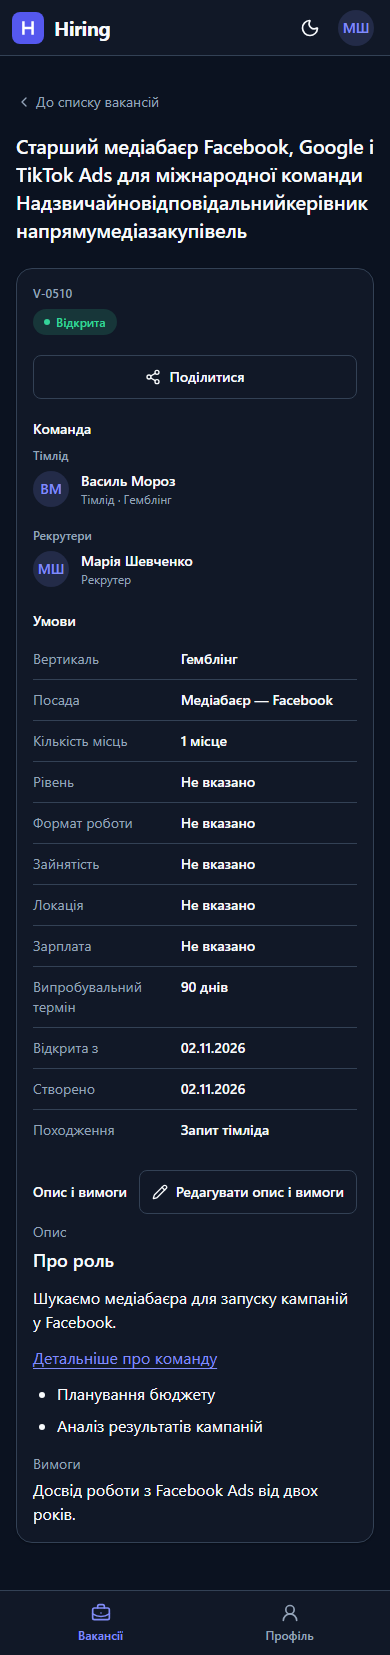 H Hiring МШ
До списку вакансій
Старший медіабаєр Facebook, Google і
TikTok Ads для міжнародної команди
Надзвичайновідповідальнийкерівник
напрямумедіазакупівель
V-0510
Відкрита
Поділитися
Команда
Тімлід
ВМ Василь Мороз
Тімлід · Гемблінг
Рекрутери
МШ Марія Шевченко
Рекрутер
Умови
Вертикаль Гемблінг
Посада Медіабаєр — Facebook
Кількість місць 1 місце
Рівень Не вказано
Формат роботи Не вказано
Зайнятість Не вказано
Локація Не вказано
Зарплата Не вказано
Випробувальний 90 днів
термін
Відкрита з 02.11.2026
Створено 02.11.2026
Походження Запит тімліда
Опис і вимоги Редагувати опис і вимоги
Опис
Про роль
Шукаємо медіабаєра для запуску кампаній
у Facebook.
Детальніше про команду
• Планування бюджету
• Аналіз результатів кампаній
Вимоги
Досвід роботи з Facebook Ads від двох
років.
Вакансії Профіль